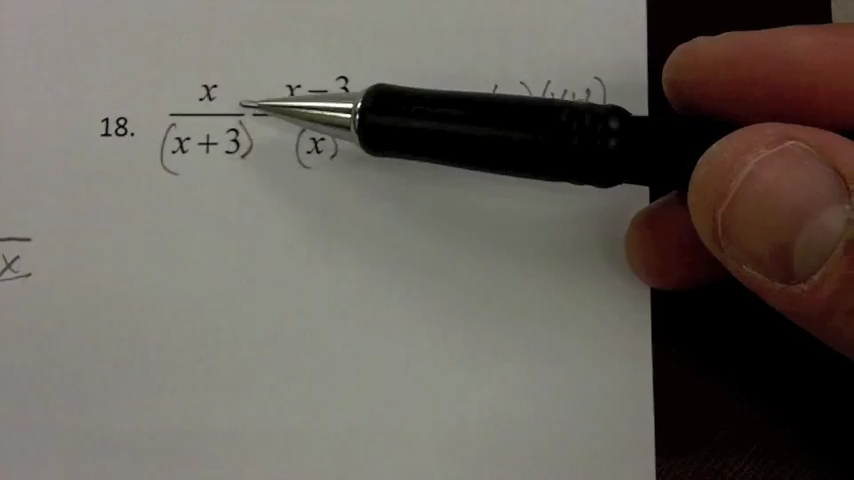 18. x/(x+3) - x-3/(x)
x